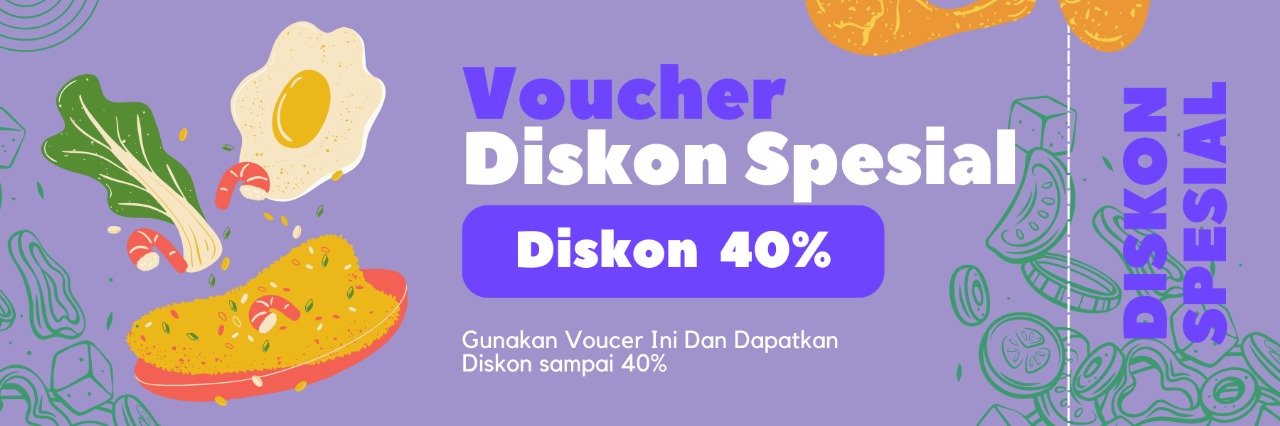 Voucher
Diskon Spesial
Diskon 40%
Gunakan Voucer Ini Dan Dapatkan
Diskon sampai 40%
DISKON
SPESIAL